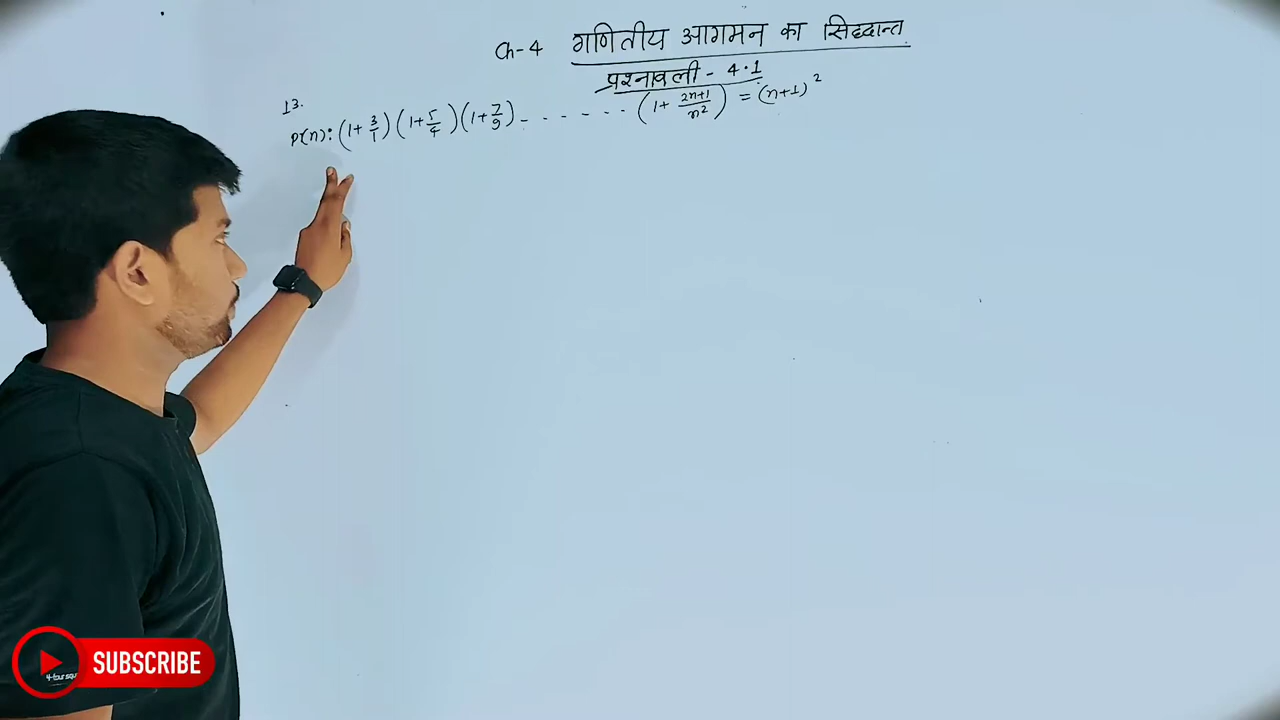 Ch-4 गणितीय आगमन का सिद्दान्त
प्रश्नावली - 4.1
13.
P(n): (1+3/1)(1+5/4)(1+7/9)-------(1+(2n+1)/n²) = (n+1)²
SUBSCRIBE